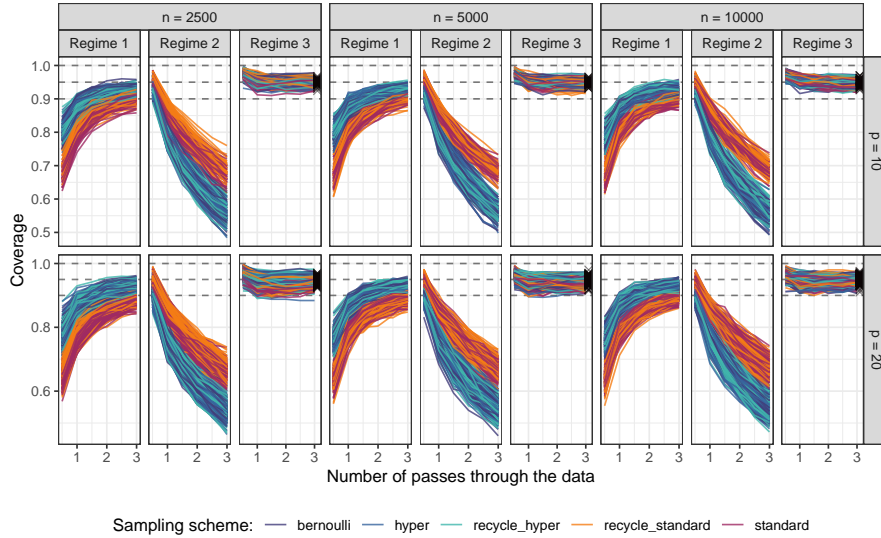 n = 2500 n = 5000 n = 10000
Regime 1 Regime 2 Regime 3 Regime 1 Regime 2 Regime 3 Regime 1 Regime 2 Regime 3
1.0
0.9
0.8
0.7
0.6
0.5
p = 10
1.0
0.8
0.6
p = 20
Coverage
1 2 3 1 2 3 1 2 3 1 2 3 1 2 3 1 2 3 1 2 3 1 2 3 1 2 3
Number of passes through the data
Sampling scheme: bernoulli hyper recycle_hyper recycle_standard standard